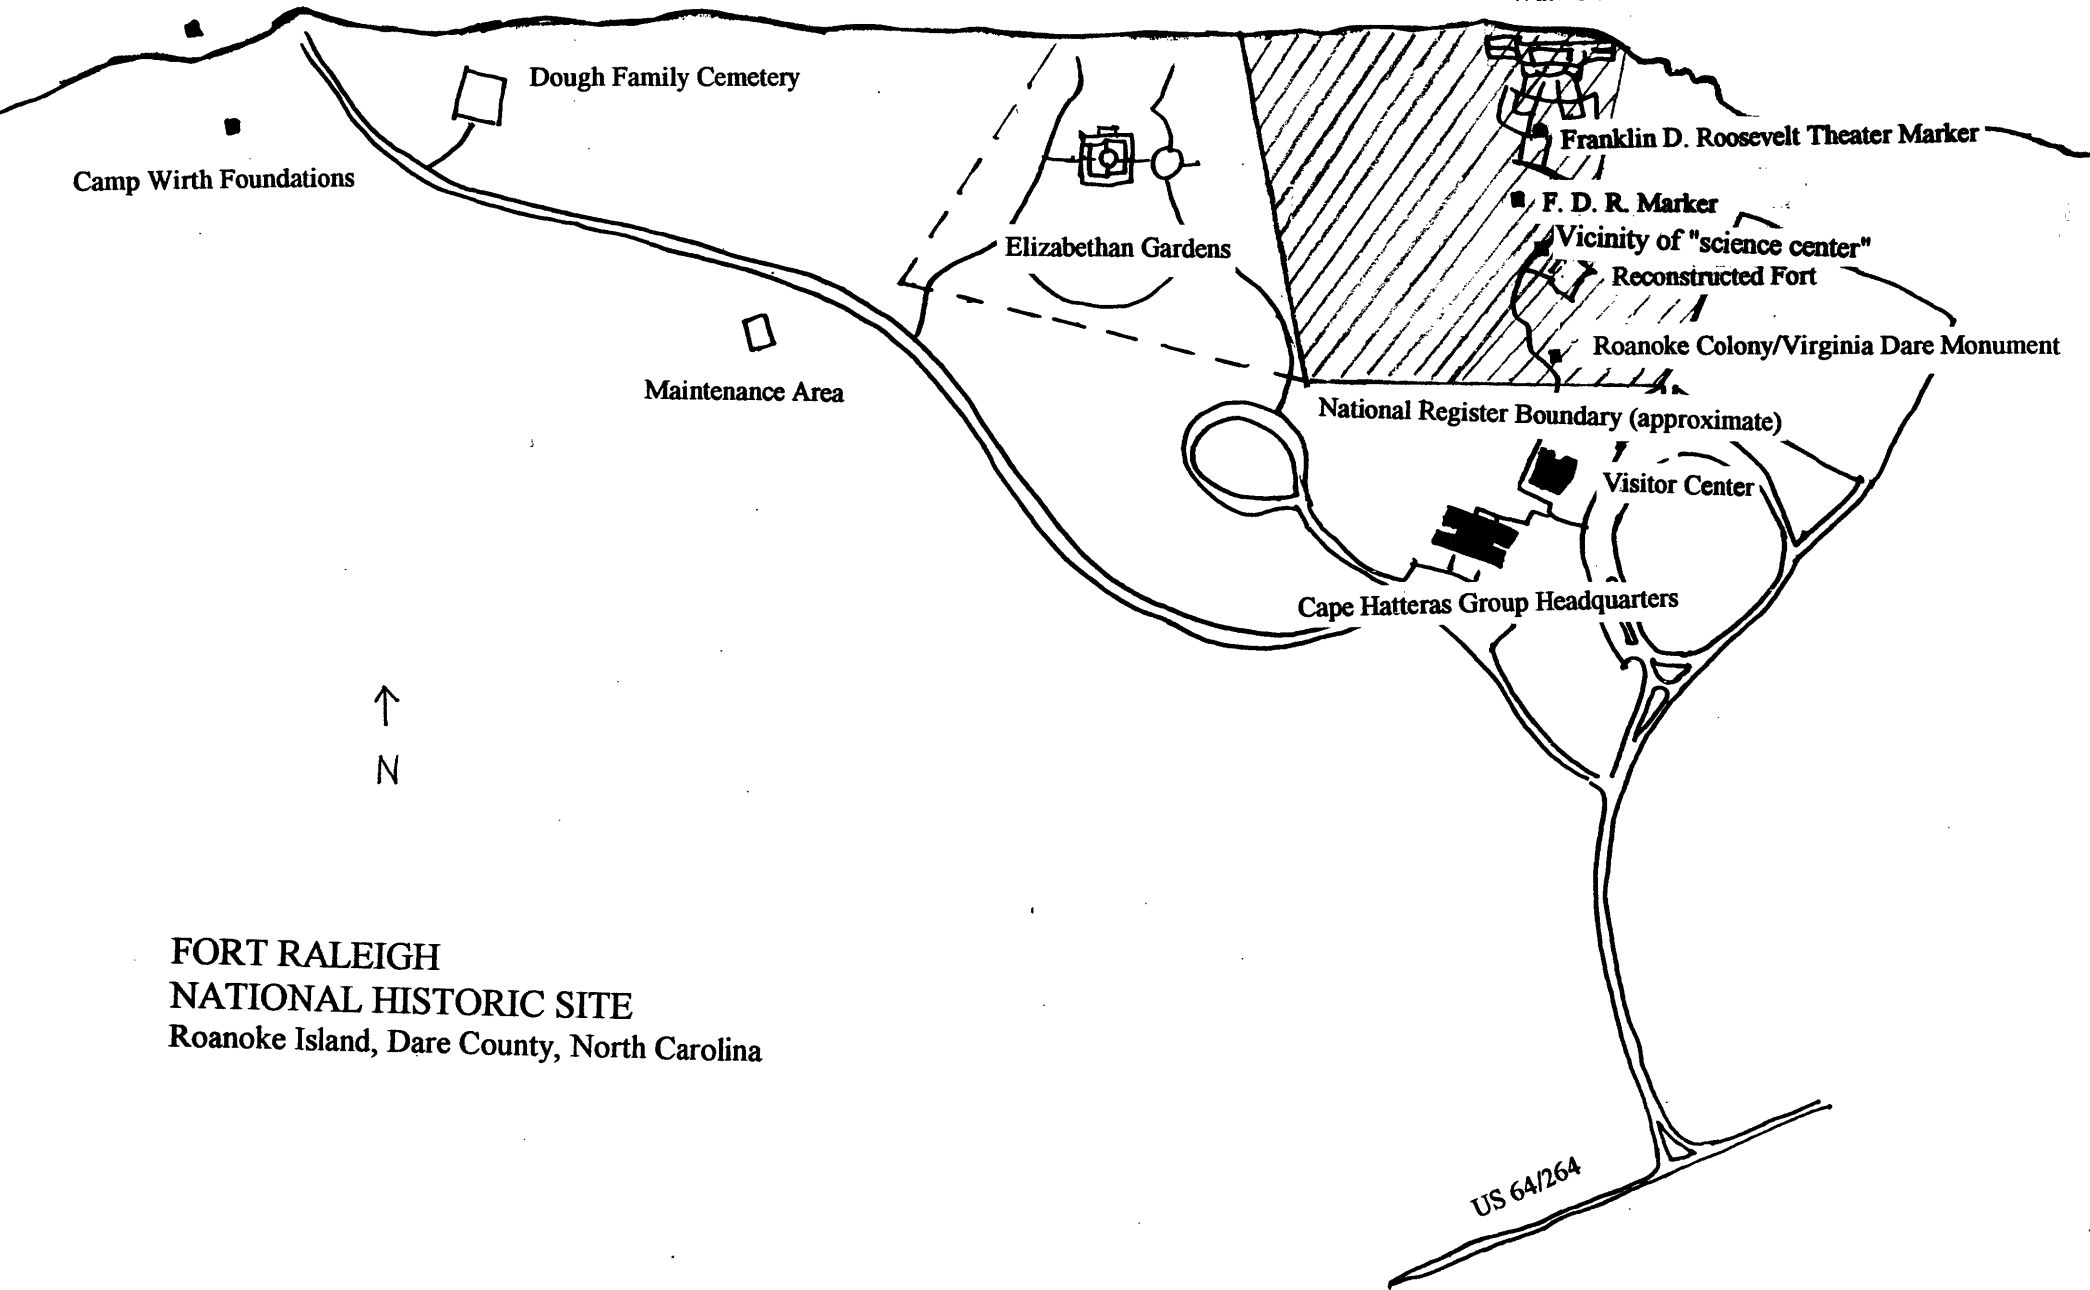 Dough Family Cemetery
Franklin D. Roosevelt Theater Marker
Camp Wirth Foundations
F. D. R. Marker
Elizabethan Gardens
Vicinity of "science center"
Reconstructed Fort
Roanoke Colony/Virginia Dare Monument
Maintenance Area
National Register Boundary (approximate)
Visitor Center
Cape Hatteras Group Headquarters
N
FORT RALEIGH
NATIONAL HISTORIC SITE
Roanoke Island, Dare County, North Carolina
US 64/264